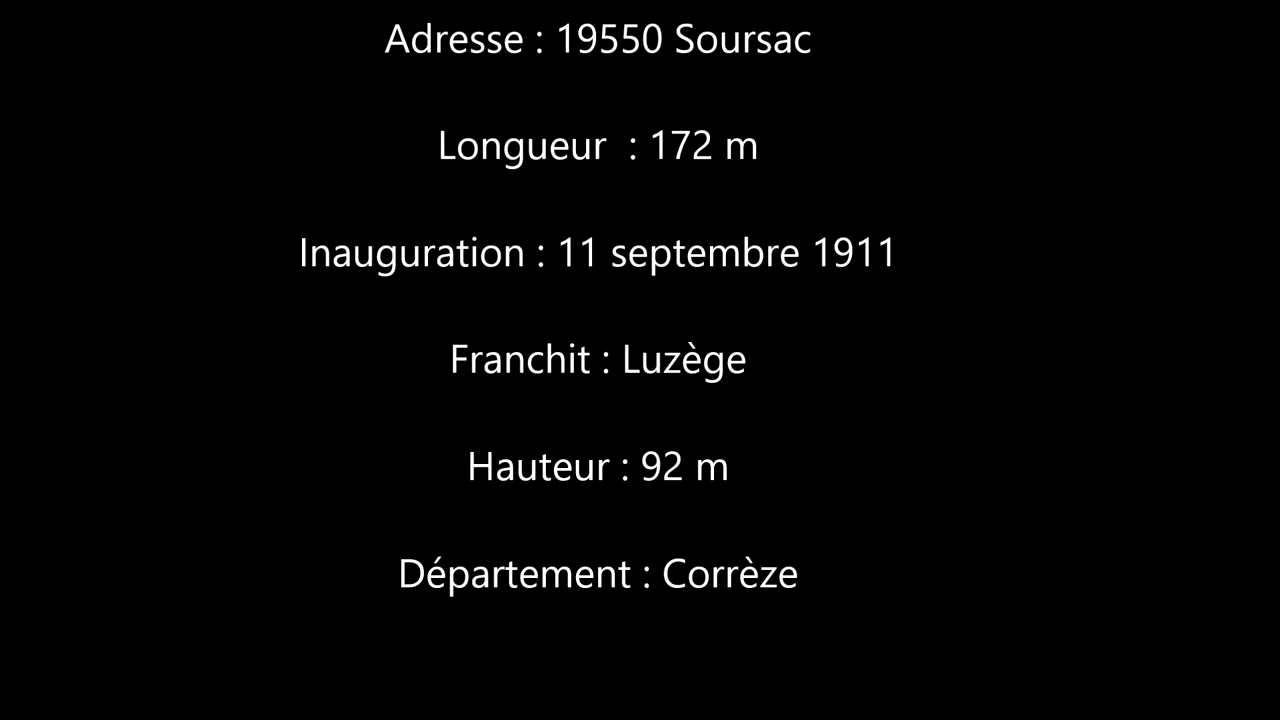 Adresse : 19550 Soursac
Longueur  : 172 m
Inauguration : 11 septembre 1911
Franchit : Luzège
Hauteur : 92 m
Département : Corrèze